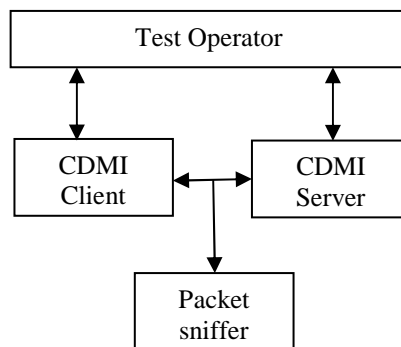 Test Operator
CDMI
Client
CDMI
Server
Packet
sniffer